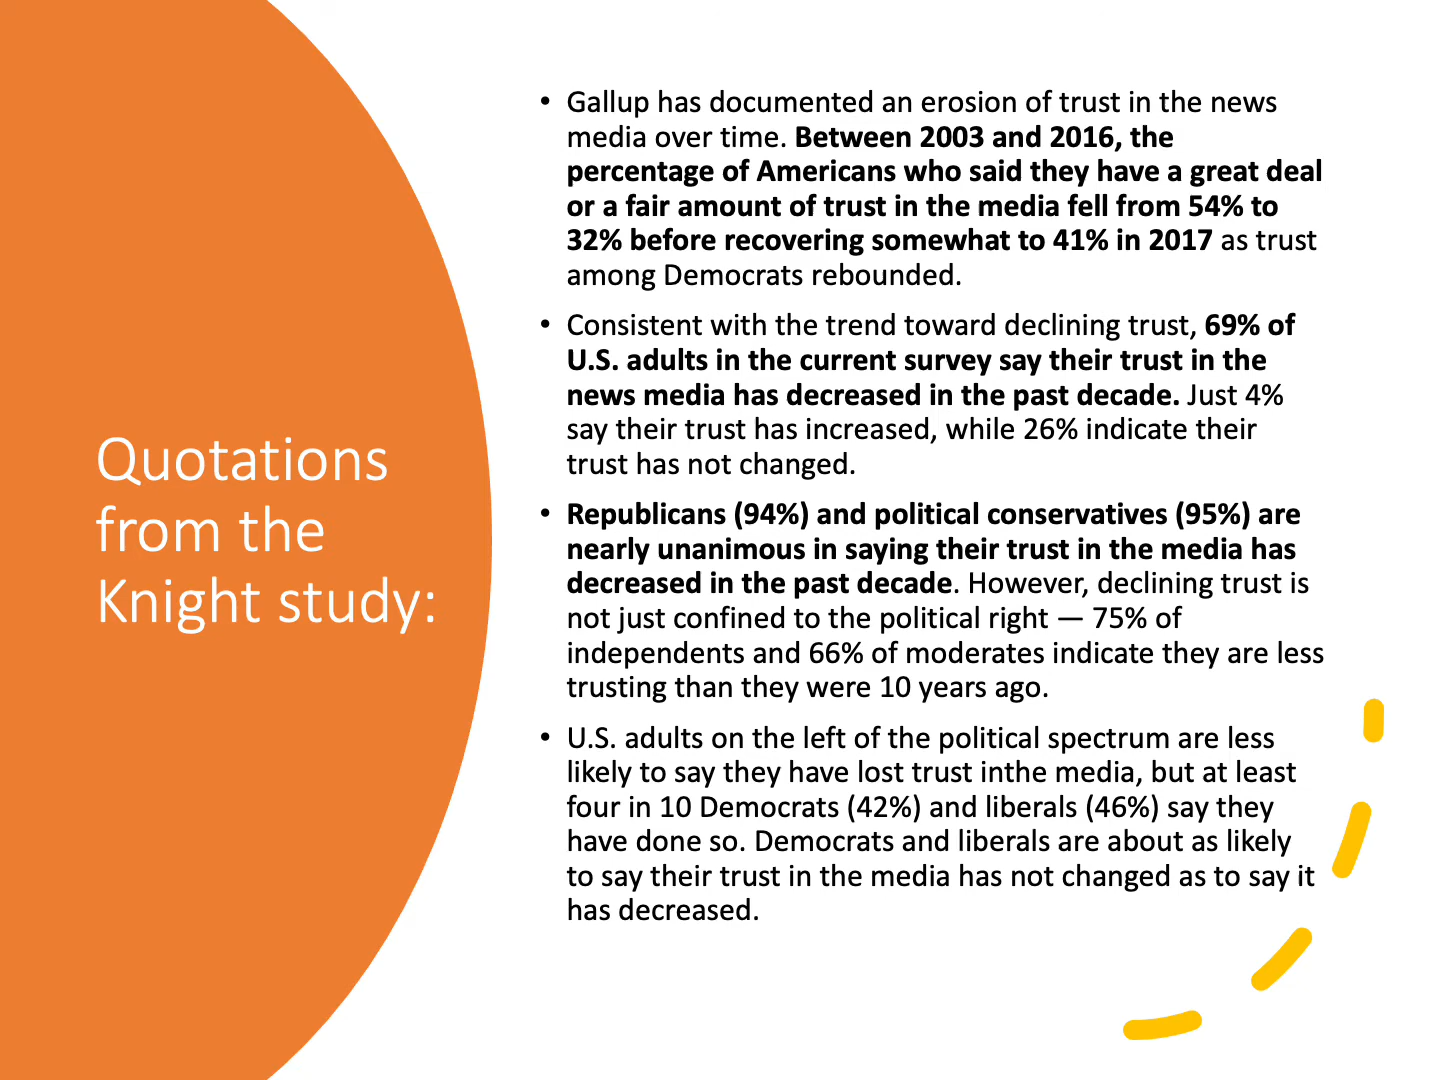 Quotations
from the
Knight study:
• Gallup has documented an erosion of trust in the news
media over time. Between 2003 and 2016, the
percentage of Americans who said they have a great deal
or a fair amount of trust in the media fell from 54% to
32% before recovering somewhat to 41% in 2017 as trust
among Democrats rebounded.
• Consistent with the trend toward declining trust, 69% of
U.S. adults in the current survey say their trust in the
news media has decreased in the past decade. Just 4%
say their trust has increased, while 26% indicate their
trust has not changed.
• Republicans (94%) and political conservatives (95%) are
nearly unanimous in saying their trust in the media has
decreased in the past decade. However, declining trust is
not just confined to the political right — 75% of
independents and 66% of moderates indicate they are less
trusting than they were 10 years ago.
• U.S. adults on the left of the political spectrum are less
likely to say they have lost trust inthe media, but at least
four in 10 Democrats (42%) and liberals (46%) say they
have done so. Democrats and liberals are about as likely
to say their trust in the media has not changed as to say it
has decreased.